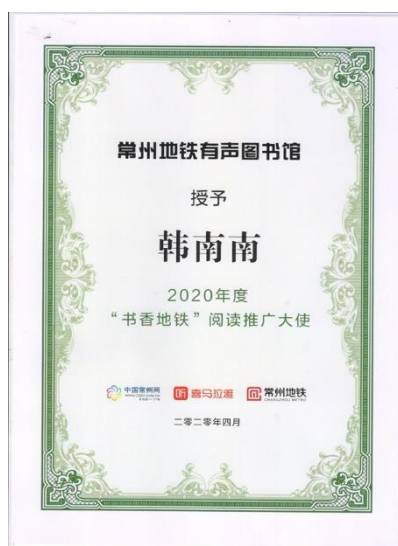 常州地铁有声图书馆
授予
韩南南
2020年度
“书香地铁”阅读推广大使
中国常州网
听 喜马拉雅
常州地铁
CHANGZHOU METRO
二零二零年四月